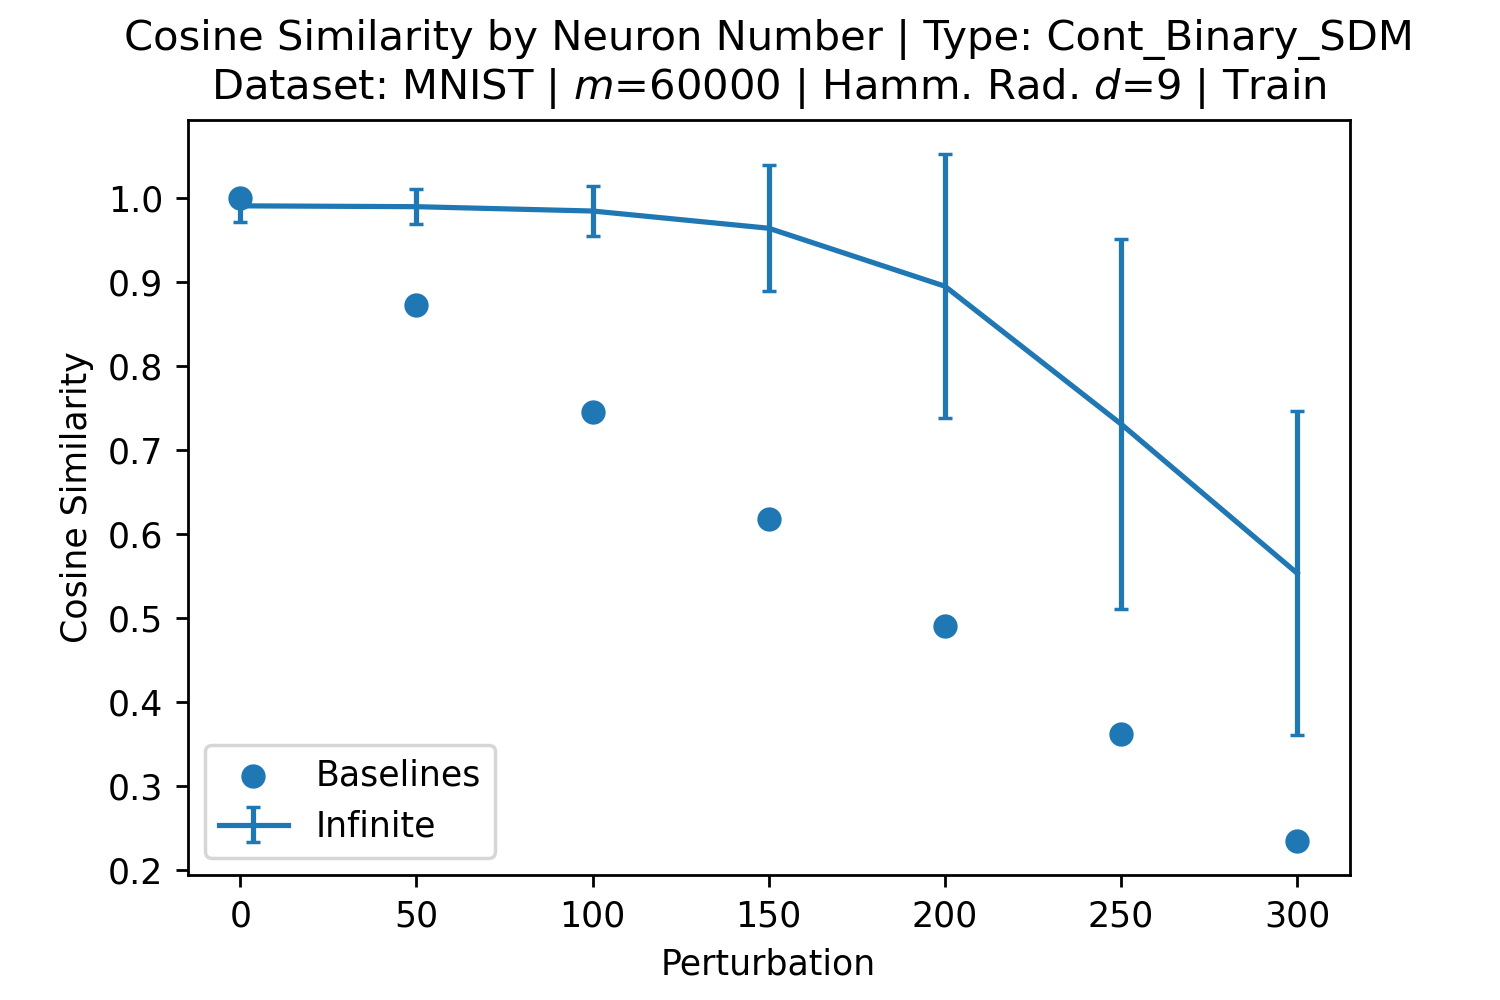 Cosine Similarity by Neuron Number | Type: Cont_Binary_SDM
Dataset: MNIST | m=60000 | Hamm. Rad. d=9 | Train
1.0
0.9
0.8
0.7
0.6
0.5
0.4
0.3
0.2
Cosine Similarity
Baselines
Infinite
0 50 100 150 200 250 300
Perturbation